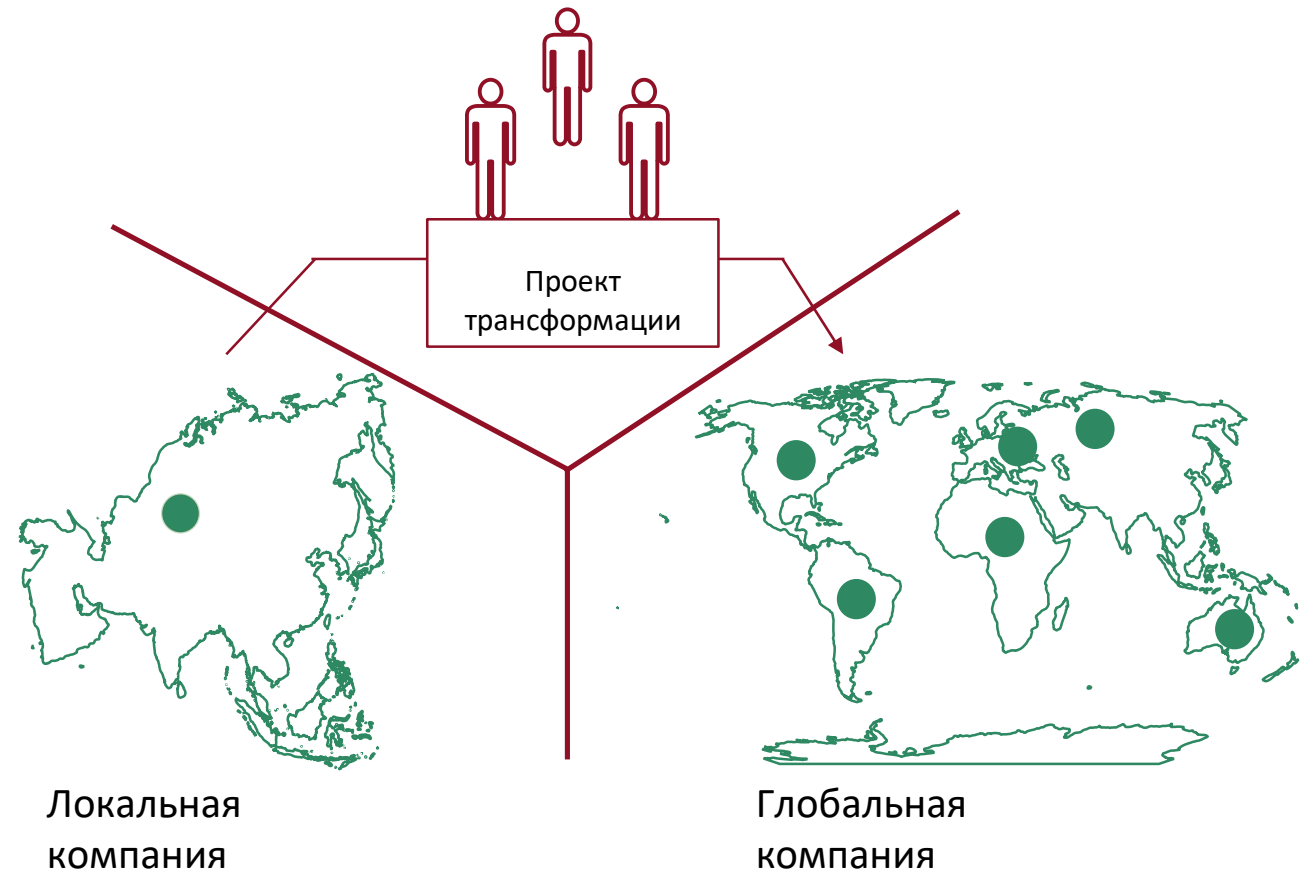 Проект
трансформации
Локальная
компания
Глобальная
компания